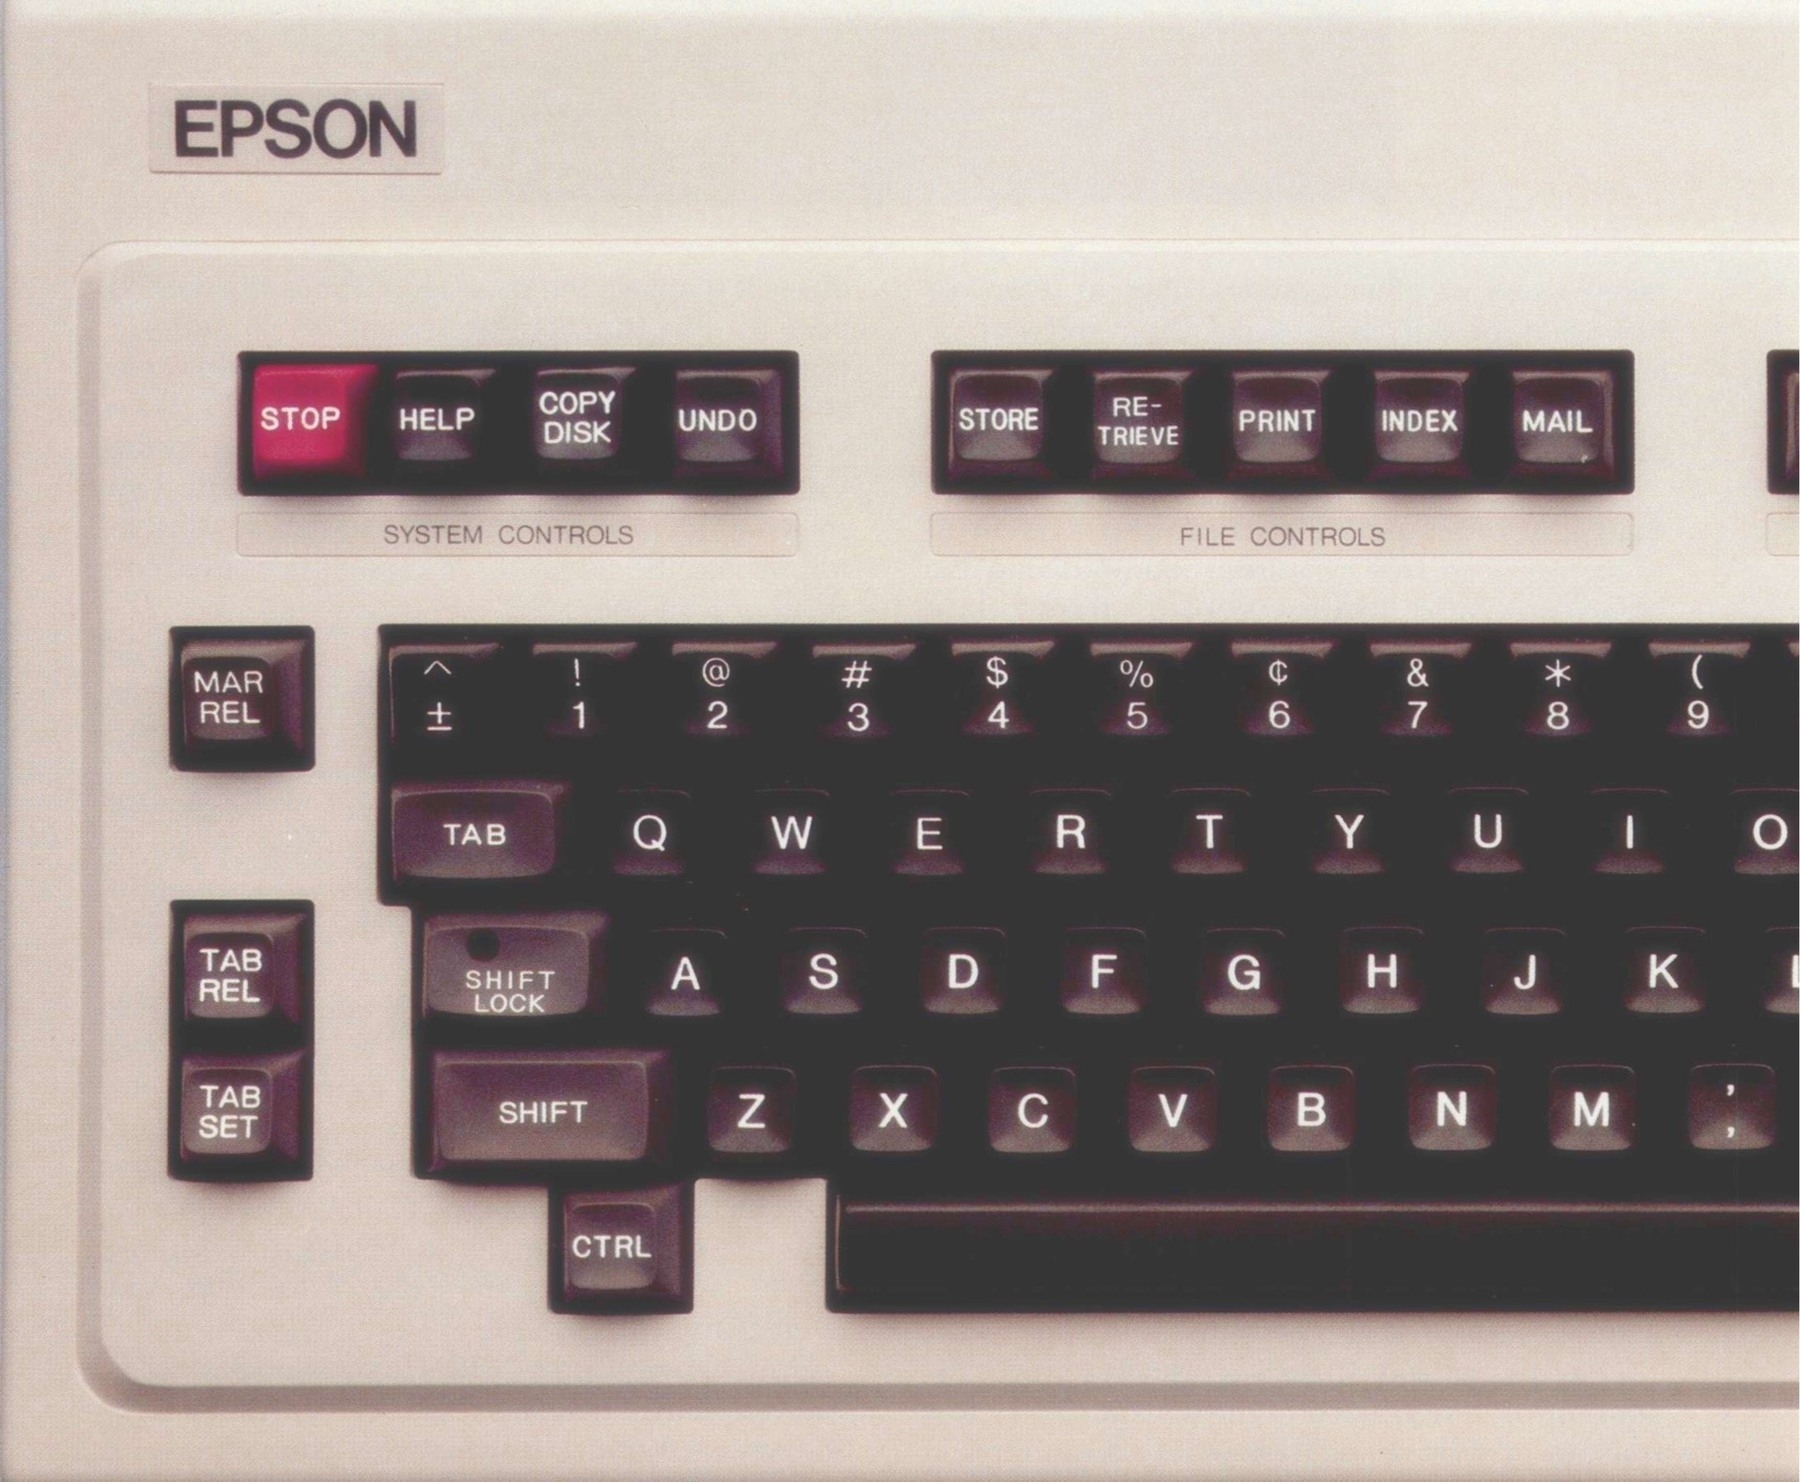 EPSON
STOP HELP COPY DISK UNDO
STORE RE-TRIEVE PRINT INDEX MAIL
SYSTEM CONTROLS
FILE CONTROLS
MAR
REL
^ ! @ # $ % ¢ & * (
± 1 2 3 4 5 6 7 8 9
TAB Q W E R T Y U I O
TAB
REL
SHIFT
LOCK
A S D F G H J K L
TAB
SET
SHIFT Z X C V B N M , ,
CTRL